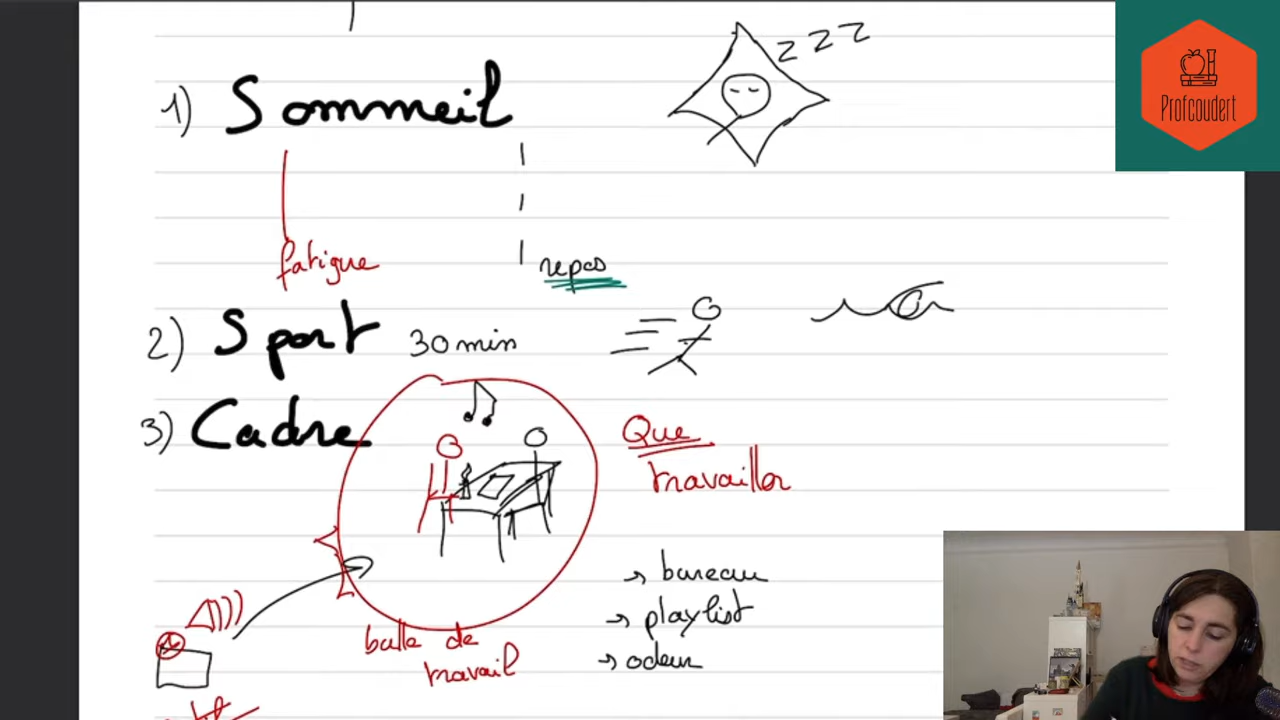 1) Sommeil
z z z
Profcoudert
fatigue
repos
2) Sport 30 min
3) Cadre
Que
travailler
→ bureau
→ playlist
→ odeur
bulle de
travail